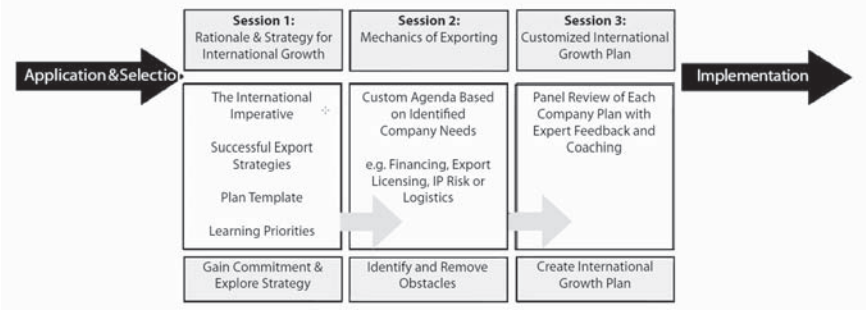 Application & Selectio
Session 1:
Rationale & Strategy for
International Growth
The International
Imperative
Successful Export
Strategies
Plan Template
Learning Priorities
Gain Commitment &
Explore Strategy
Session 2:
Mechanics of Exporting
Custom Agenda Based
on Identified
Company Needs
e.g. Financing, Export
Licensing, IP Risk or
Logistics
Identify and Remove
Obstacles
Session 3:
Customized International
Growth Plan
Panel Review of Each
Company Plan with
Expert Feedback and
Coaching
Create International
Growth Plan
Implementation